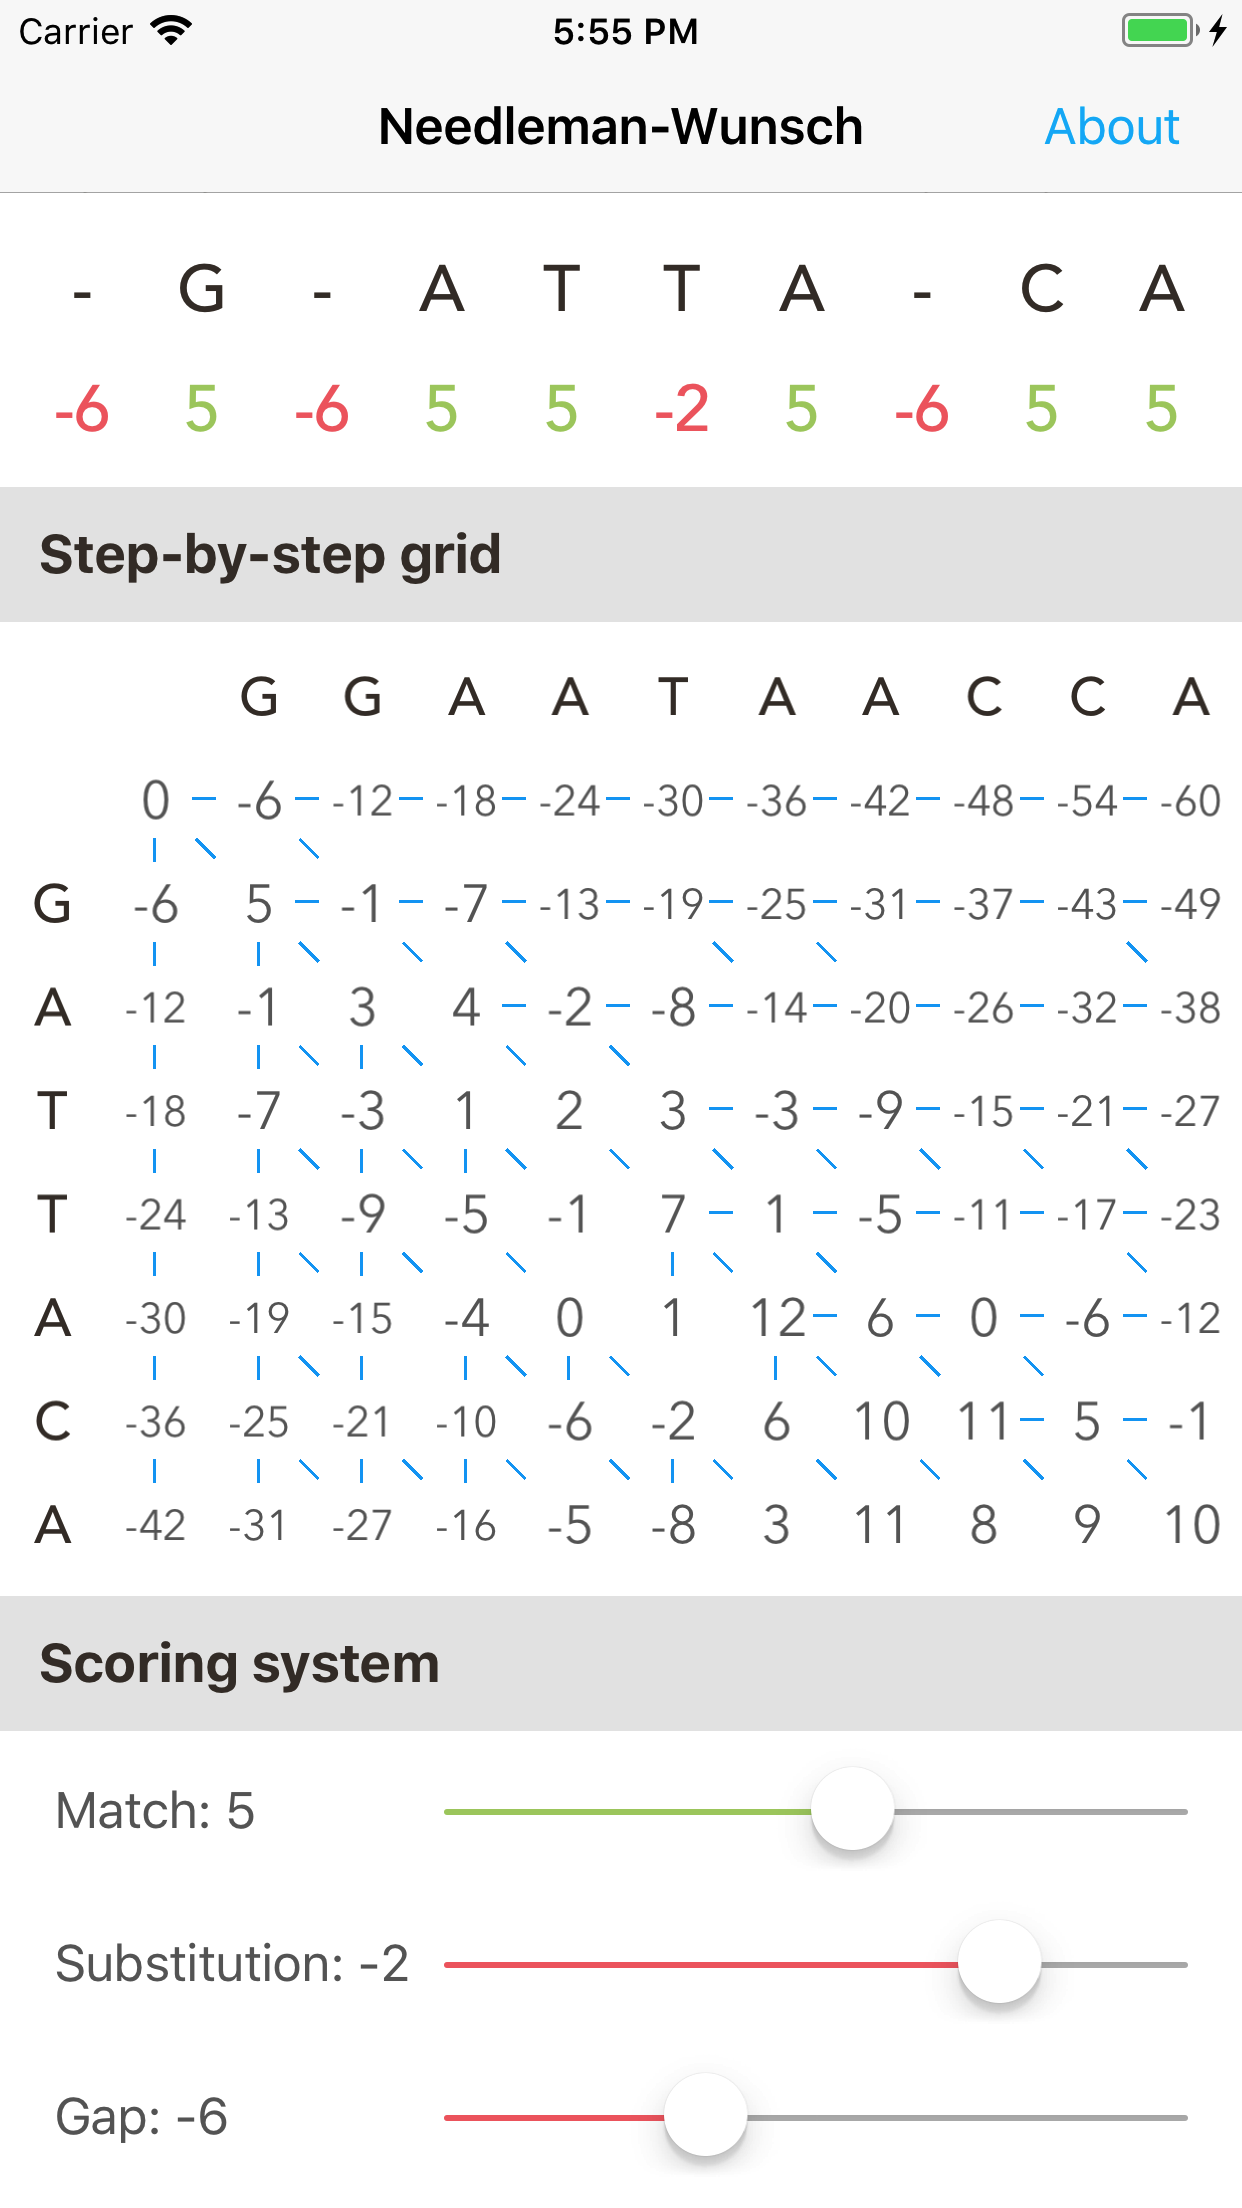 Carrier 5:55 PM
Needleman-Wunsch About
- G - A T T A - C A
-6 5 -6 5 5 -2 5 -6 5 5
Step-by-step grid
G G A A T A A C C A
0 -6 -12 -18 -24 -30 -36 -42 -48 -54 -60
G -6 5 -1 -7 -13 -19 -25 -31 -37 -43 -49
A -12 -1 3 4 -2 -8 -14 -20 -26 -32 -38
T -18 -7 -3 1 2 3 -3 -9 -15 -21 -27
T -24 -13 -9 -5 -1 7 1 -5 -11 -17 -23
A -30 -19 -15 -4 0 1 12 6 0 -6 -12
C -36 -25 -21 -10 -6 -2 6 10 11 5 -1
A -42 -31 -27 -16 -5 -8 3 11 8 9 10
Scoring system
Match: 5
Substitution: -2
Gap: -6